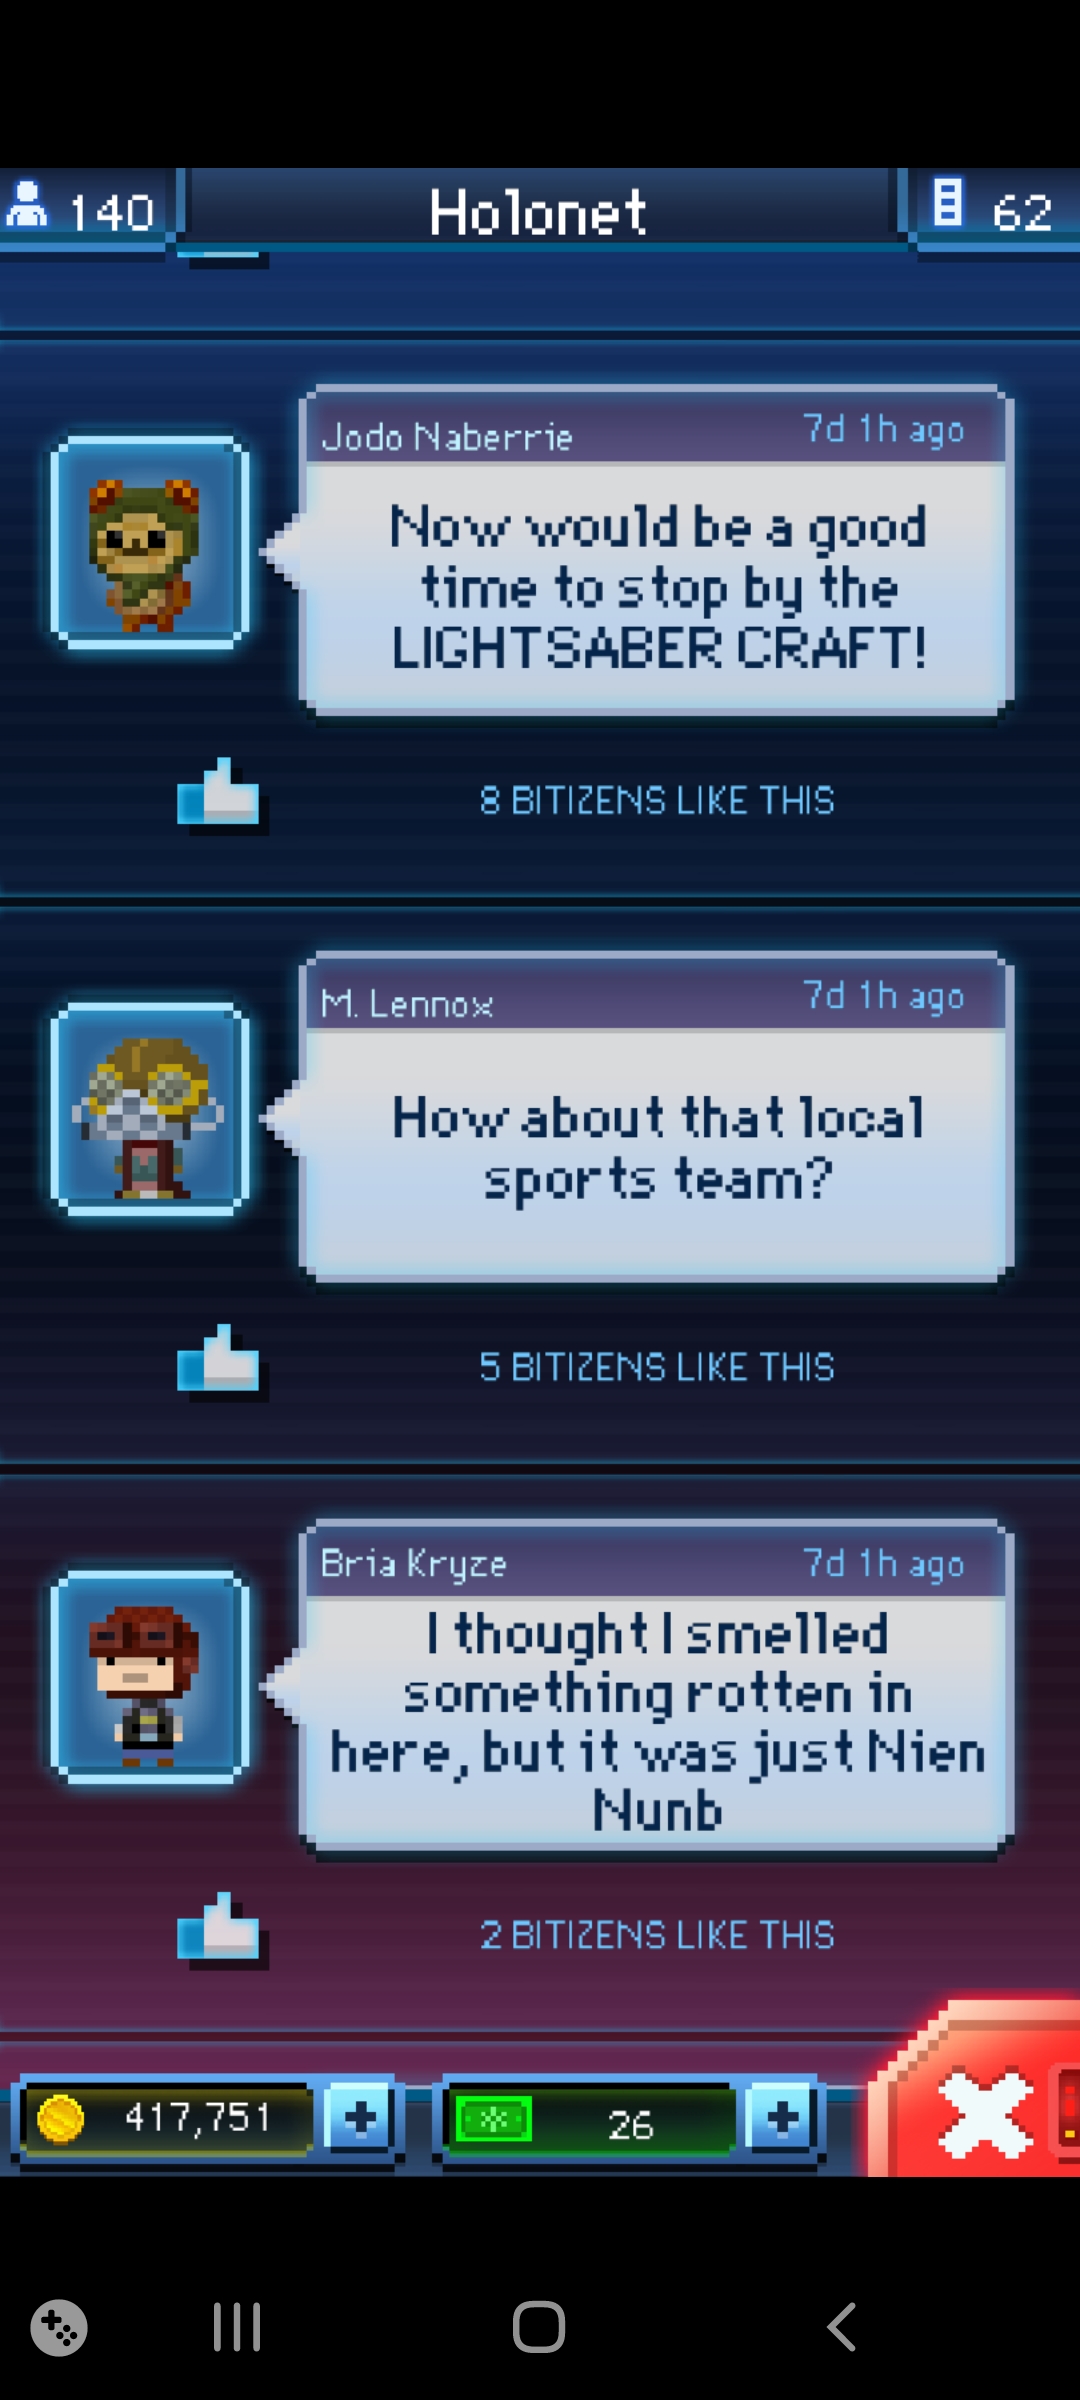 140
Holonet
62
Jodo Naberrie
7d 1h ago
Now would be a good
time to stop by the
LIGHTSABER CRAFT!
8 BITIZENS LIKE THIS
M. Lennox
7d 1h ago
How about that local
sports team?
5 BITIZENS LIKE THIS
Bria Kryze
7d 1h ago
I thought I smelled
something rotten in
here, but it was just Nien
Nunb
2 BITIZENS LIKE THIS
417,751
26